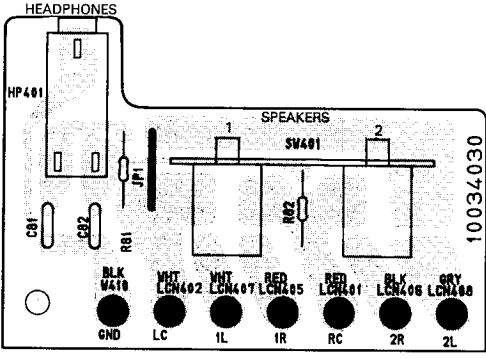 HEADPHONES
HP401
SPEAKERS
1
2
SW401
JP1
10034030
C81
C82
R81
R82
BLK WHT WHT RED RED BLK GRY
W410 LCN402 LCN407 LCN405 LCN401 LCN406 LCN408
GND LC 1L 1R RC 2R 2L